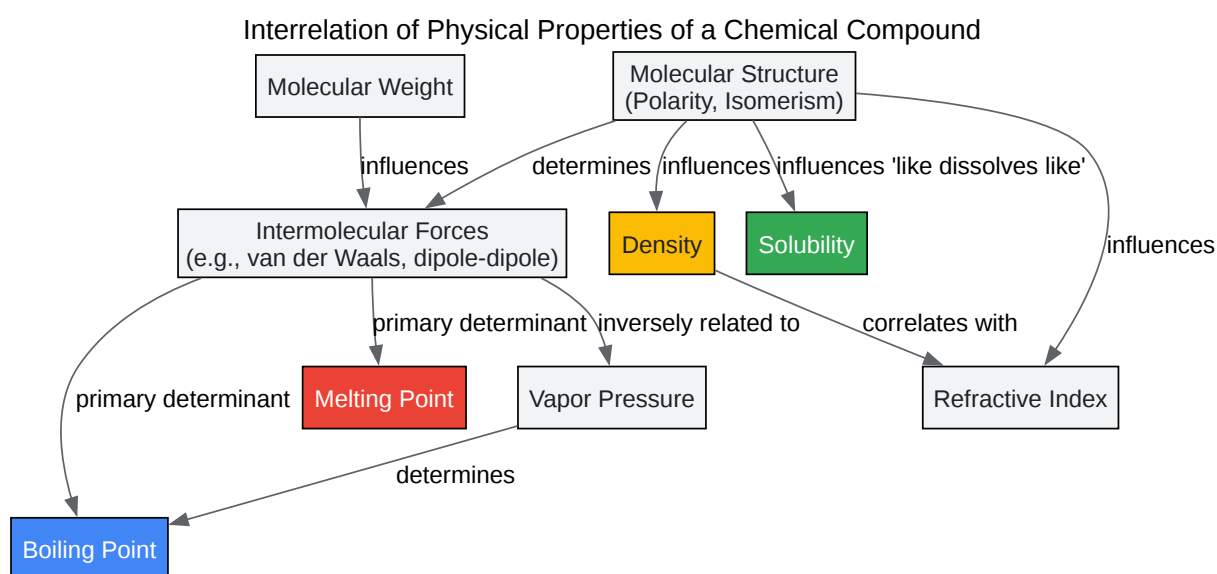 Interrelation of Physical Properties of a Chemical Compound
Molecular Weight
Molecular Structure
(Polarity, Isomerism)
influences
determines
influences
influences 'like dissolves like'
Intermolecular Forces
(e.g., van der Waals, dipole-dipole)
Density
Solubility
influences
primary determinant
inversely related to
correlates with
primary determinant
Melting Point
Vapor Pressure
Refractive Index
determines
Boiling Point